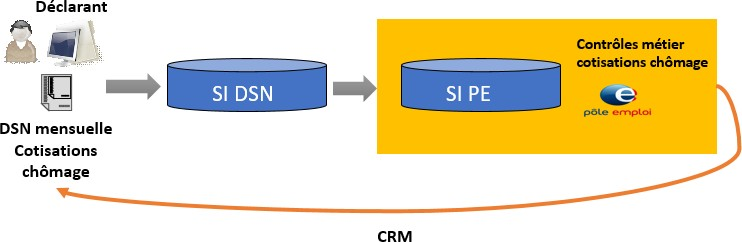 Déclarant
Contrôles métier
cotisations chômage
SI DSN
SI PE
pôle emploi
DSN mensuelle
Cotisations
chômage
CRM